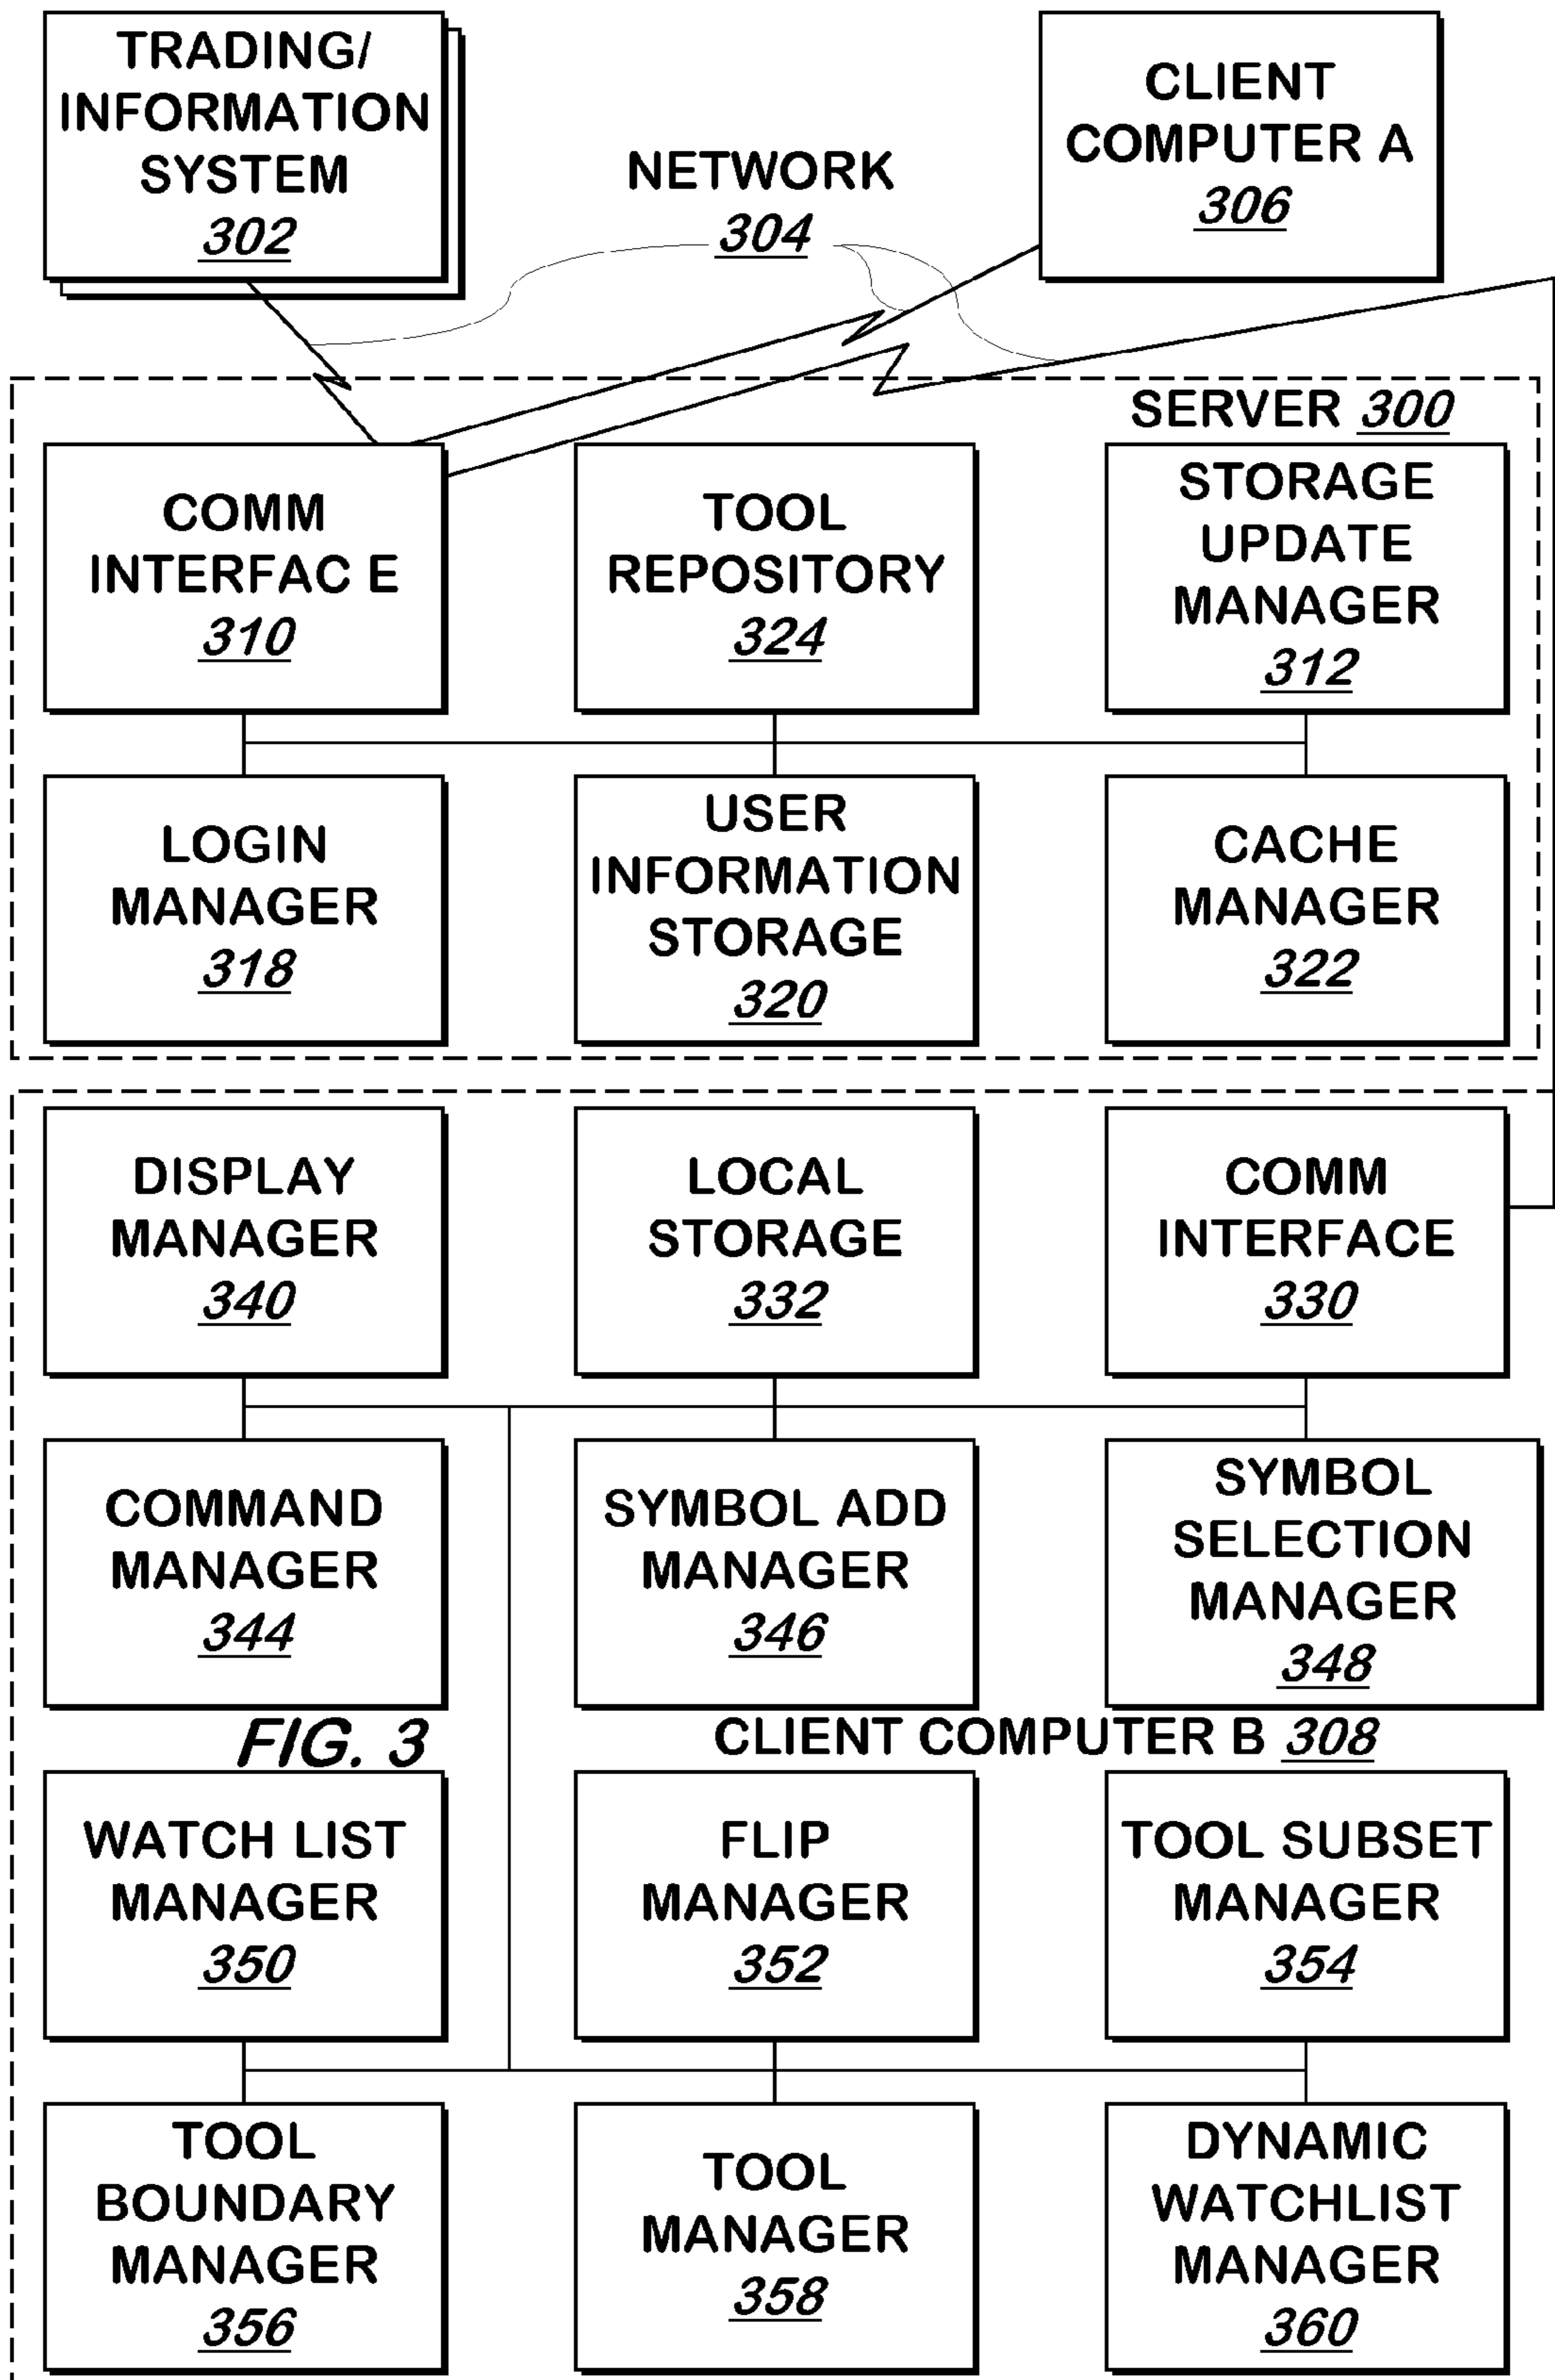 TRADING/
INFORMATION
SYSTEM
302
NETWORK
304
CLIENT
COMPUTER A
306
SERVER 300
COMM
INTERFAC E
310
TOOL
REPOSITORY
324
STORAGE
UPDATE
MANAGER
312
LOGIN
MANAGER
318
USER
INFORMATION
STORAGE
320
CACHE
MANAGER
322
DISPLAY
MANAGER
340
LOCAL
STORAGE
332
COMM
INTERFACE
330
COMMAND
MANAGER
344
SYMBOL ADD
MANAGER
346
SYMBOL
SELECTION
MANAGER
348
FIG. 3
CLIENT COMPUTER B 308
WATCH LIST
MANAGER
350
FLIP
MANAGER
352
TOOL SUBSET
MANAGER
354
TOOL
BOUNDARY
MANAGER
356
TOOL
MANAGER
358
DYNAMIC
WATCHLIST
MANAGER
360